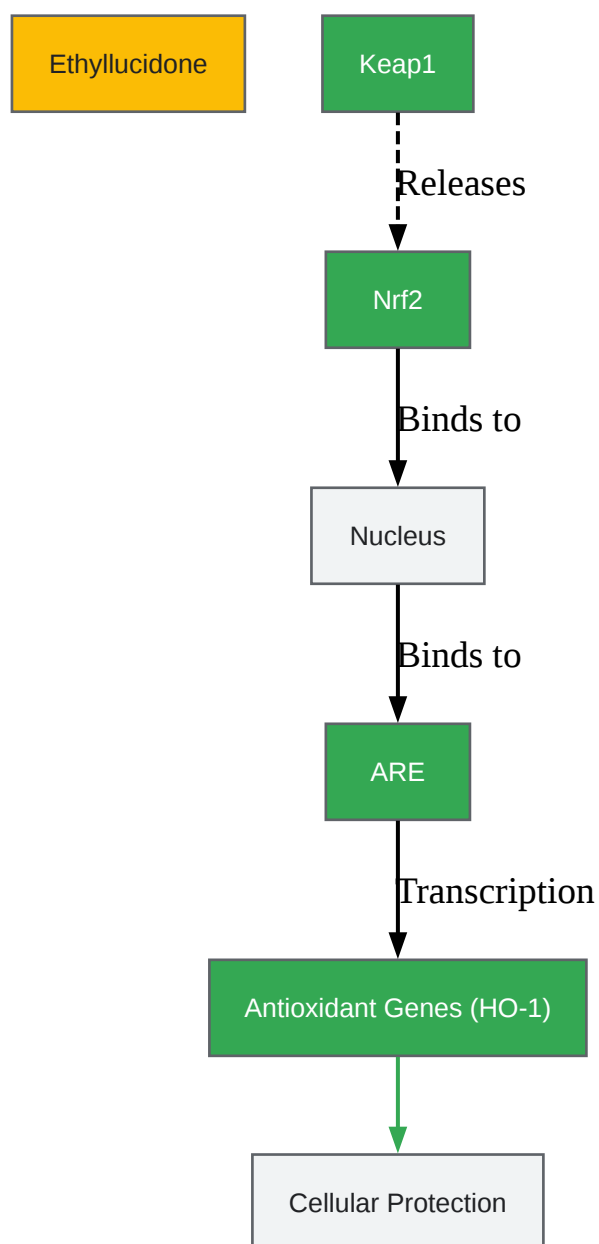 Ethyllucidone
Keap1
Releases
Nrf2
Binds to
Nucleus
Binds to
ARE
Transcription
Antioxidant Genes (HO-1)
Cellular Protection